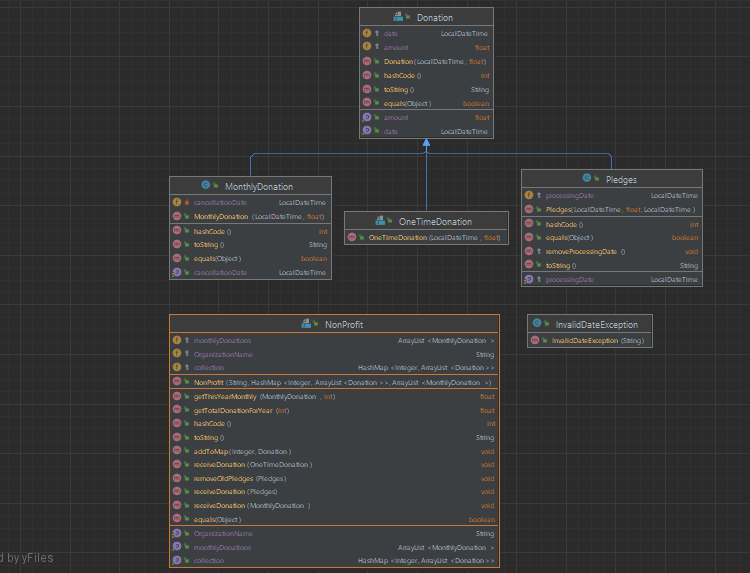 Donation
date LocalDateTime
amount float
Donation(LocalDateTime, float)
hashCode() int
toString() String
equals(Object) boolean
amount float
date LocalDateTime
MonthlyDonation
cancellationDate LocalDateTime
MonthlyDonation (LocalDateTime, float)
hashCode() int
toString() String
equals(Object) boolean
cancellationDate LocalDateTime
OneTimeDonation
OneTimeDonation(LocalDateTime, float)
Pledges
processingDate LocalDateTime
Pledges(LocalDateTime, float, LocalDateTime)
hashCode() int
equals(Object) boolean
removeProcessingDate () void
toString() String
processingDate LocalDateTime
NonProfit
monthlyDonations ArrayList <MonthlyDonation >
OrganizationName String
collection HashMap <Integer, ArrayList <Donation>>
NonProfit (String, HashMap <Integer, ArrayList <Donation >>, ArrayList <MonthlyDonation >)
getThisYearMonthly (MonthlyDonation , int) float
getTotalDonationForYear (int) float
hashCode() int
toString() String
addToMap(Integer, Donation) void
receiveDonation(OneTimeDonation) void
removeOldPledges (Pledges) void
receiveDonation(Pledges) void
receiveDonation(MonthlyDonation ) void
equals(Object) boolean
OrganizationName String
monthlyDonations ArrayList <MonthlyDonation >
collection HashMap <Integer, ArrayList <Donation>>
InvalidDateException
InvalidDateException (String)
d by yFiles